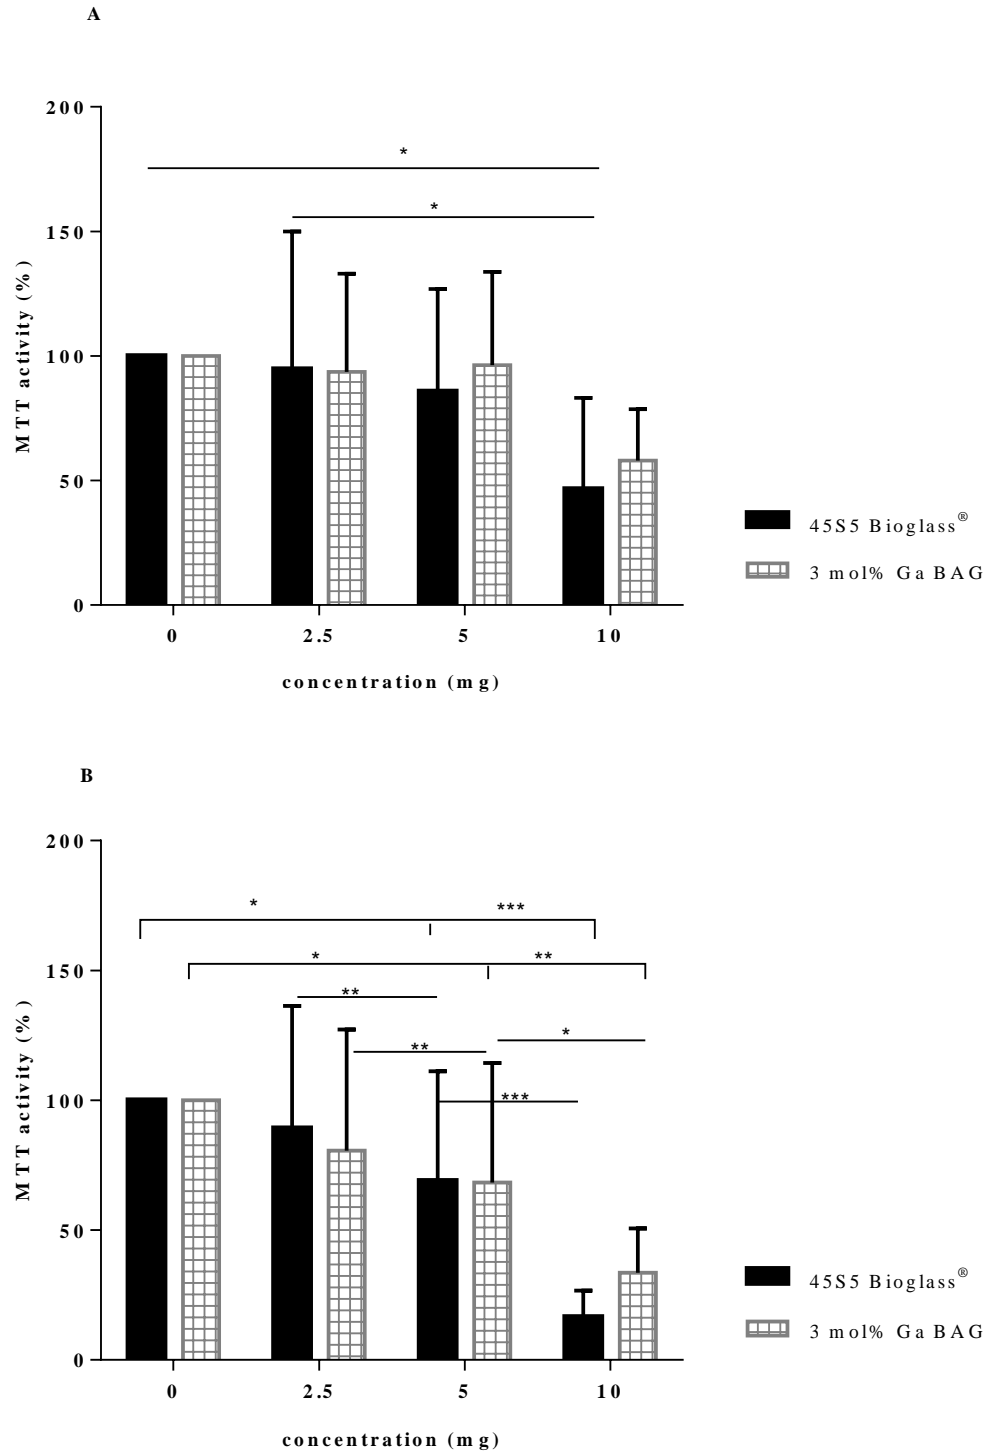 A
200
*
150
*
MTT activity (%)
100
50
45S5 Bioglass®
3 mol% Ga BAG
0
0 2.5 5 10
concentration (mg)
B
200
* ***
* **
150
**
*
**
***
MTT activity (%)
100
50
45S5 Bioglass®
3 mol% Ga BAG
0
0 2.5 5 10
concentration (mg)